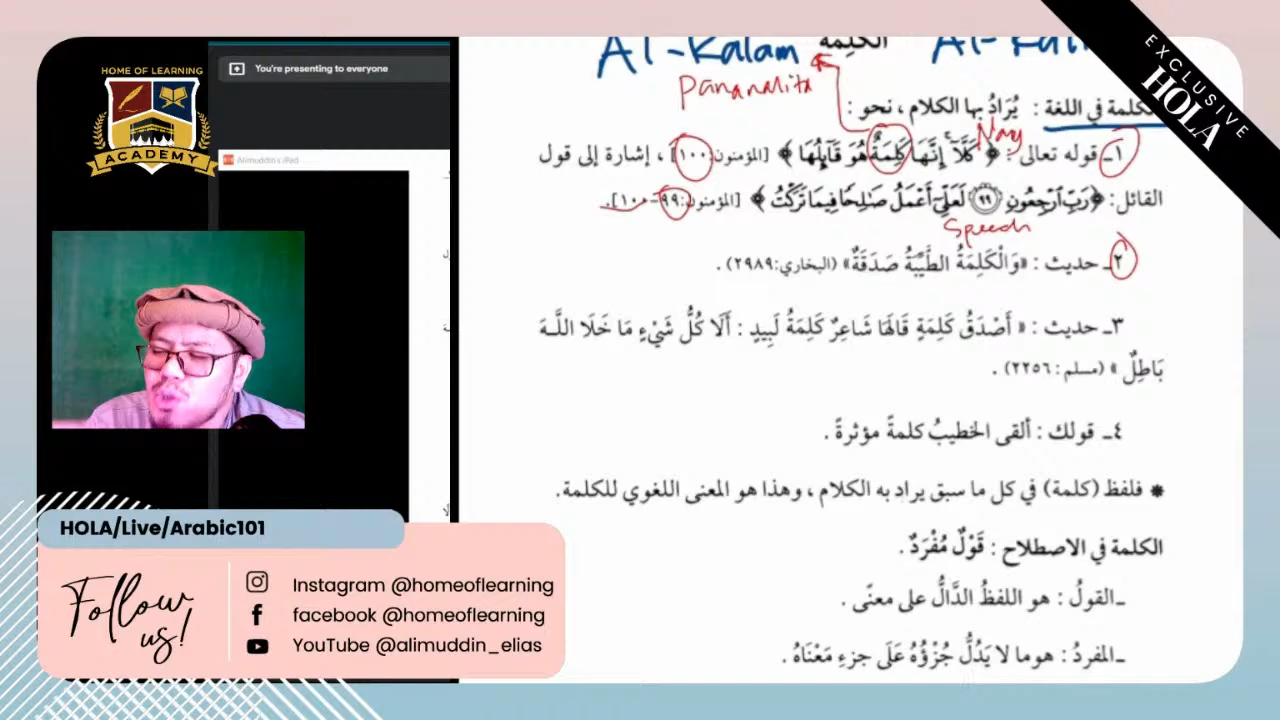 HOME OF LEARNING
ACADEMY
You're presenting to everyone
Alimuddin's iPad
EXCLUSIVE
HOLA
Al-Kalam
الكلمة
Pananalita
الكلمة في اللغة : يُرَادُ بها الكلام ، نحو :
Nay
١ـ قوله تعالى : ﴿ كَلَّآ إِنَّهَا كَلِمَةٌ هُوَ قَآئِلُهَا ﴾ [المؤمنون:١٠٠] ، إشارة إلى قول
القائل: ﴿ رَبِّ ٱرْجِعُونِ ٩٩ لَعَلِّىٓ أَعْمَلُ صَـٰلِحًا فِيمَا تَرَكْتُ ﴾ [المؤمنون:٩٩-١٠٠].
Speech
٢ـ حديث : «وَالْكَلِمَةُ الطَّيِّبَةُ صَدَقَةٌ» (البخاري:٢٩٨٩) .
٣ـ حديث : « أَصْدَقُ كَلِمَةٍ قَالَهَا شَاعِرٌ كَلِمَةُ لَبِيدٍ : أَلَا كُلُّ شَيْءٍ مَا خَلَا اللَّـهَ
بَاطِلٌ » (مسلم : ٢٢٥٦) .
٤ـ قولك : ألقى الخطيبُ كلمةً مؤثرةً .
* فلفظ (كلمة) في كل ما سبق يراد به الكلام ، وهذا هو المعنى اللغوي للكلمة.
الكلمة في الاصطلاح : قَوْلٌ مُفْرَدٌ .
ـ القولُ : هو اللفظُ الدَّالُّ على معنًى .
ـ المفردُ : هو ما لا يَدُلُّ جُزْؤُهُ عَلَى جزءِ مَعْنَاهُ .
HOLA/Live/Arabic101
Follow us!
Instagram @homeoflearning
facebook @homeoflearning
YouTube @alimuddin_elias